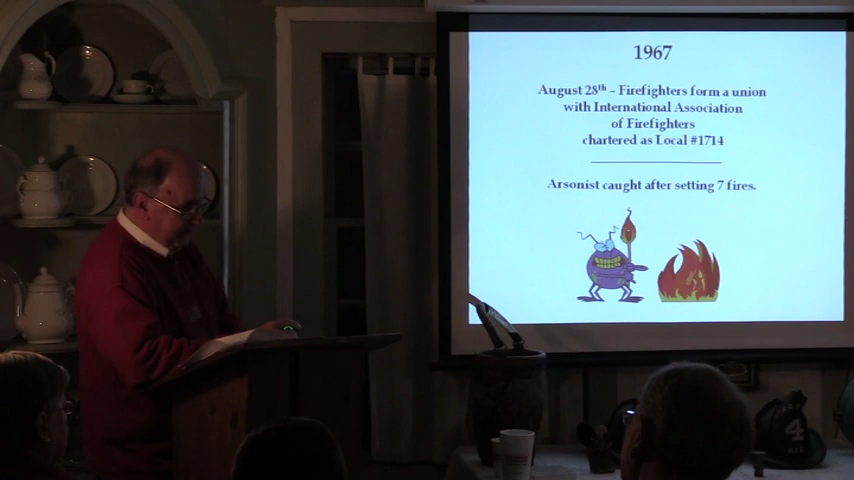 1967
August 28th – Firefighters form a union
with International Association
of Firefighters
chartered as Local #1714
Arsonist caught after setting 7 fires.
4